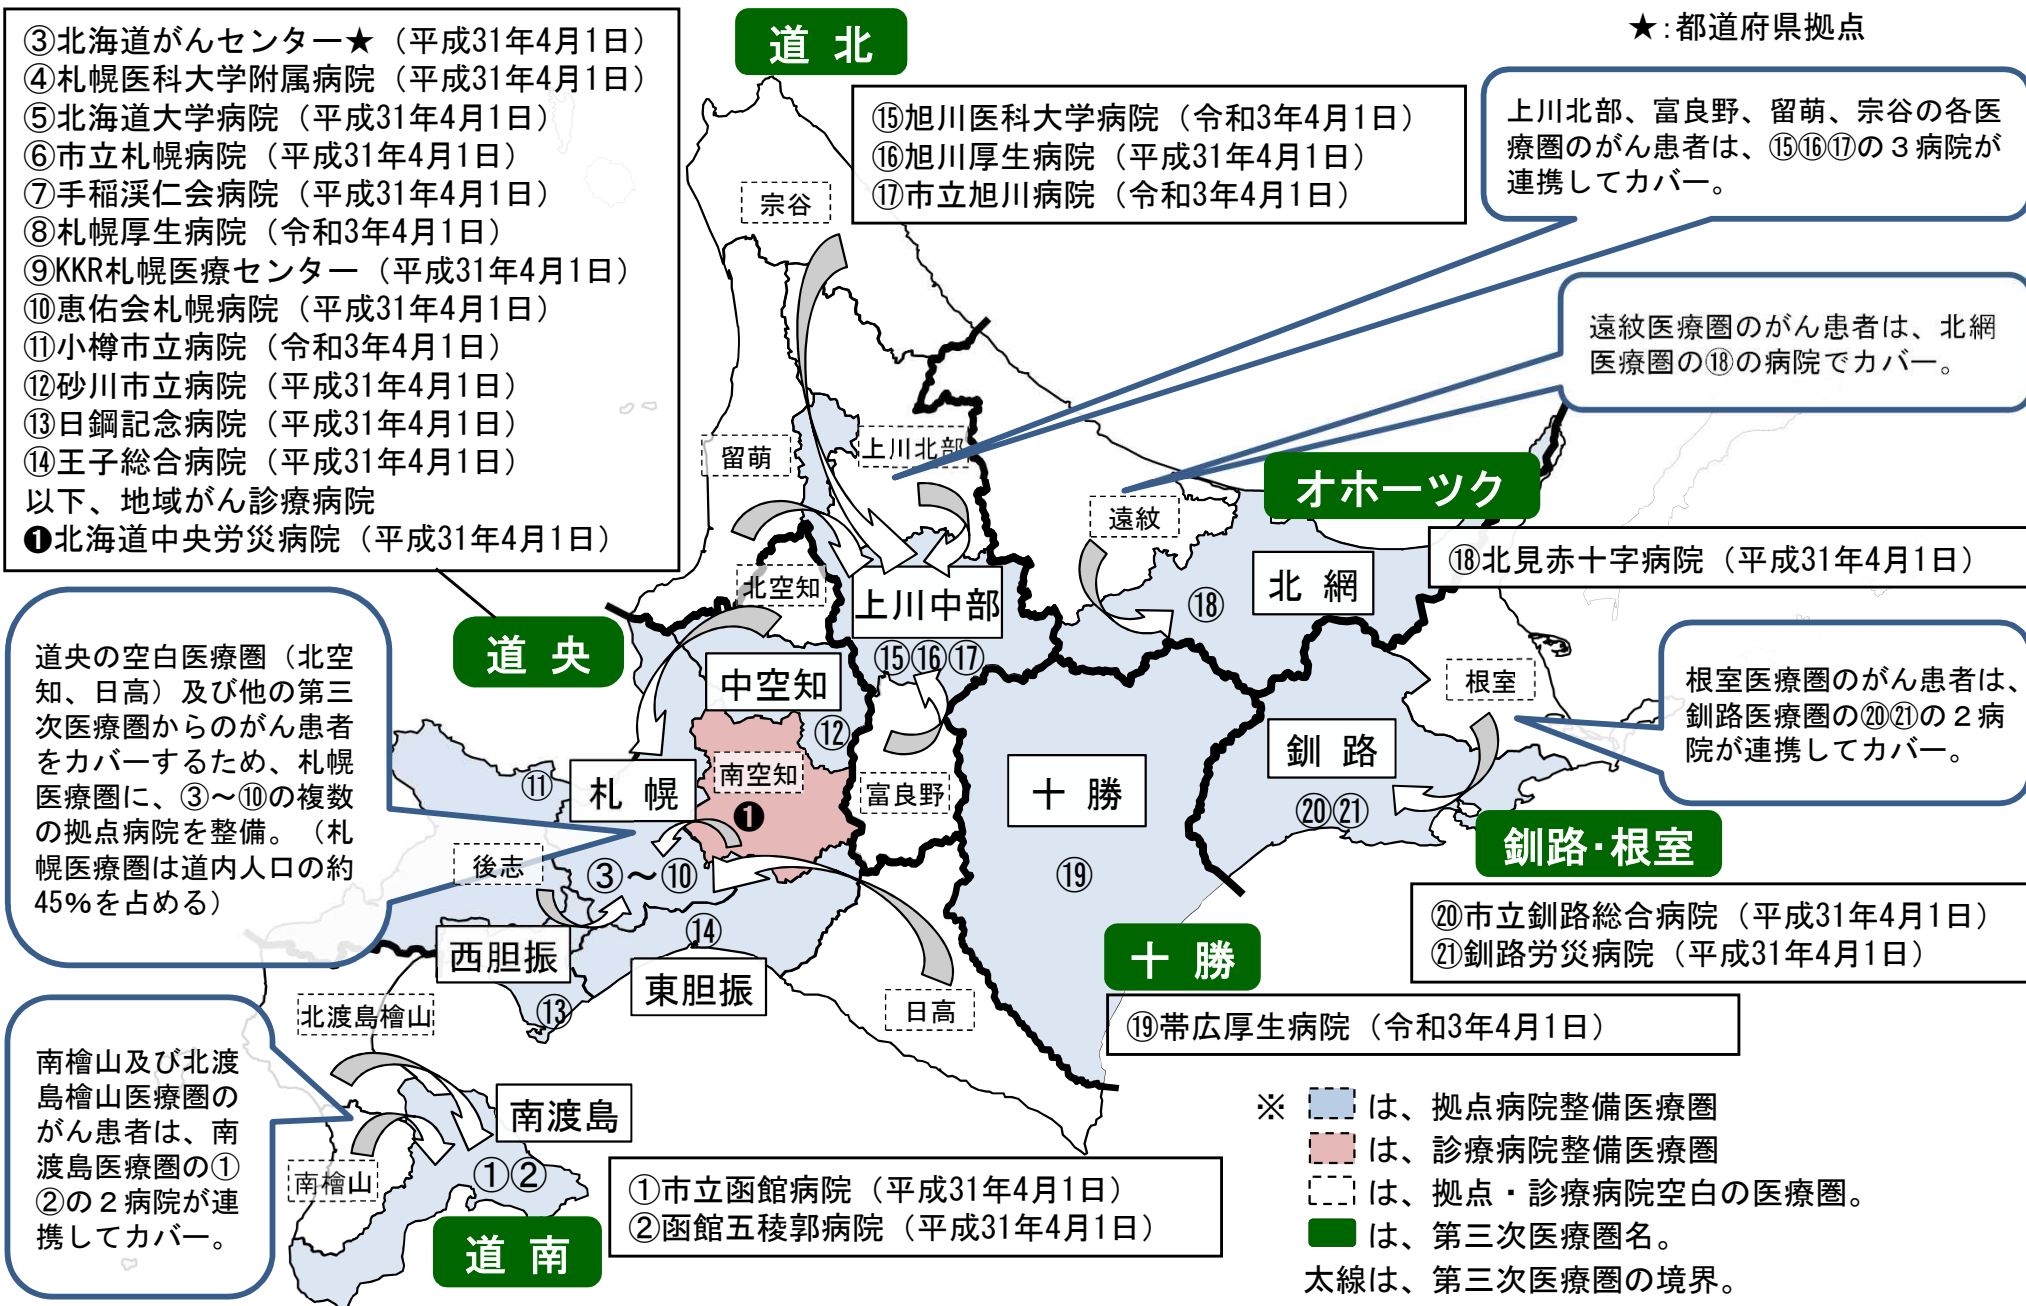 ③北海道がんセンター★（平成31年4月1日）
④札幌医科大学附属病院（平成31年4月1日）
⑤北海道大学病院（平成31年4月1日）
⑥市立札幌病院（平成31年4月1日）
⑦手稲渓仁会病院（平成31年4月1日）
⑧札幌厚生病院（令和3年4月1日）
⑨KKR札幌医療センター（平成31年4月1日）
⑩恵佑会札幌病院（平成31年4月1日）
⑪小樽市立病院（令和3年4月1日）
⑫砂川市立病院（平成31年4月1日）
⑬日鋼記念病院（平成31年4月1日）
⑭王子総合病院（平成31年4月1日）
以下、地域がん診療病院
❶北海道中央労災病院（平成31年4月1日）
道 北
★:都道府県拠点
⑮旭川医科大学病院（令和3年4月1日）
⑯旭川厚生病院（平成31年4月1日）
⑰市立旭川病院（令和3年4月1日）
上川北部、富良野、留萌、宗谷の各医
療圏のがん患者は、⑮⑯⑰の３病院が
連携してカバー。
宗谷
遠紋医療圏のがん患者は、北網
医療圏の⑱の病院でカバー。
留萌
上川北部
遠紋
オホーツク
⑱北見赤十字病院（平成31年4月1日）
北空知
上川中部
北 網
⑱
道 央
⑮⑯⑰
中空知
根室
道央の空白医療圏（北空
知、日高）及び他の第三
次医療圏からのがん患者
をカバーするため、札幌
医療圏に、③～⑩の複数
の拠点病院を整備。（札
幌医療圏は道内人口の約
45%を占める）
根室医療圏のがん患者は、
釧路医療圏の⑳㉑の２病
院が連携してカバー。
⑫
釧 路
南空知
⑪
札 幌
富良野
十 勝
❶
⑳㉑
釧路・根室
後志
③～⑩
⑲
⑳市立釧路総合病院（平成31年4月1日）
㉑釧路労災病院（平成31年4月1日）
⑭
西胆振
東胆振
十 勝
日高
⑬
北渡島檜山
⑲帯広厚生病院（令和3年4月1日）
南檜山及び北渡
島檜山医療圏の
がん患者は、南
渡島医療圏の①
②の２病院が連
携してカバー。
南渡島
南檜山
①②
道 南
①市立函館病院（平成31年4月1日）
②函館五稜郭病院（平成31年4月1日）
※ は、拠点病院整備医療圏
は、診療病院整備医療圏
は、拠点・診療病院空白の医療圏。
は、第三次医療圏名。
太線は、第三次医療圏の境界。